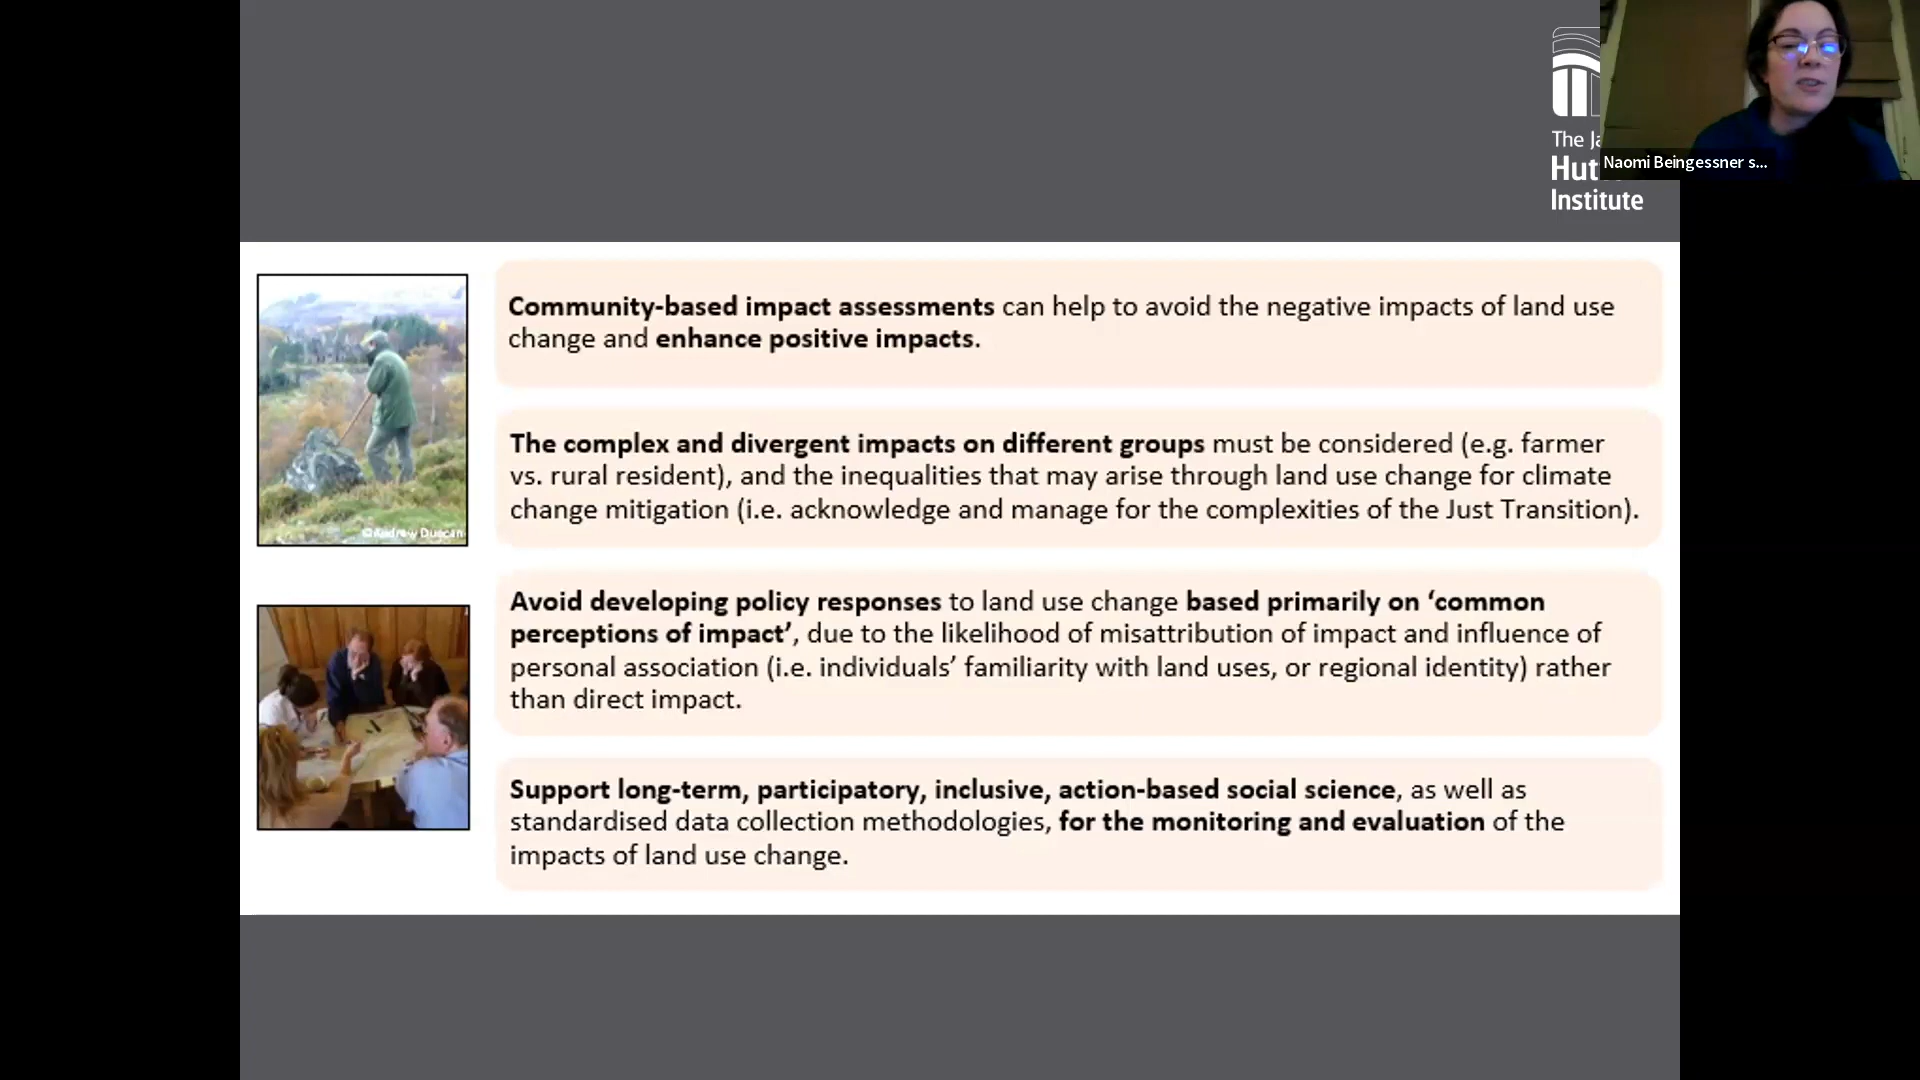 The Ja
Hut
Institute
Naomi Beingessner s...
Community-based impact assessments can help to avoid the negative impacts of land use
change and enhance positive impacts.
The complex and divergent impacts on different groups must be considered (e.g. farmer
vs. rural resident), and the inequalities that may arise through land use change for climate
change mitigation (i.e. acknowledge and manage for the complexities of the Just Transition).
©Andrew Duncan
Avoid developing policy responses to land use change based primarily on ‘common
perceptions of impact’, due to the likelihood of misattribution of impact and influence of
personal association (i.e. individuals’ familiarity with land uses, or regional identity) rather
than direct impact.
Support long-term, participatory, inclusive, action-based social science, as well as
standardised data collection methodologies, for the monitoring and evaluation of the
impacts of land use change.